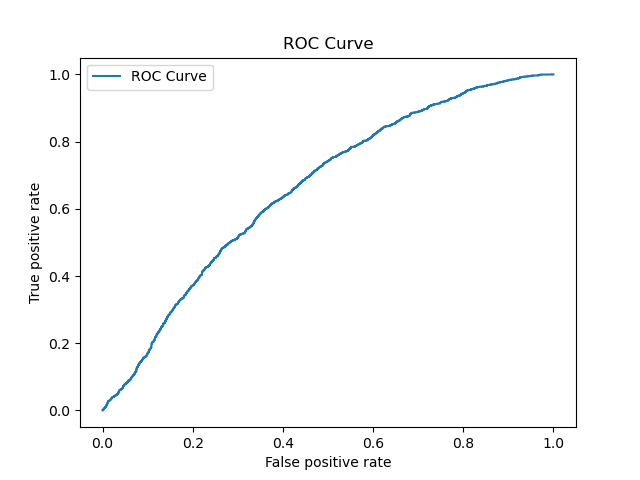 ROC Curve
ROC Curve
True positive rate
1.0
0.8
0.6
0.4
0.2
0.0
0.0 0.2 0.4 0.6 0.8 1.0
False positive rate